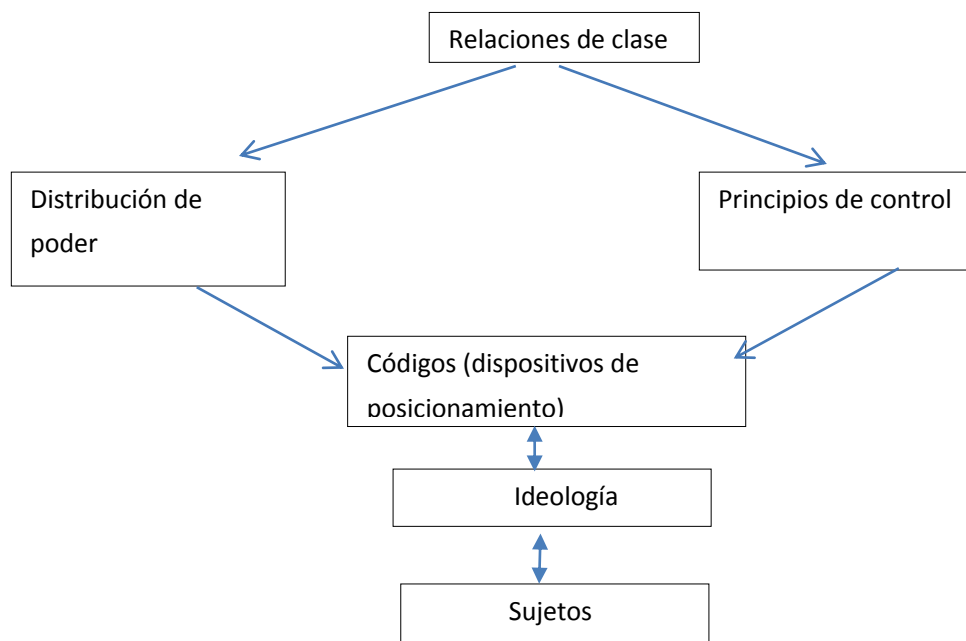 Relaciones de clase
Distribución de
poder
Principios de control
Códigos (dispositivos de
posicionamiento)
Ideología
Sujetos